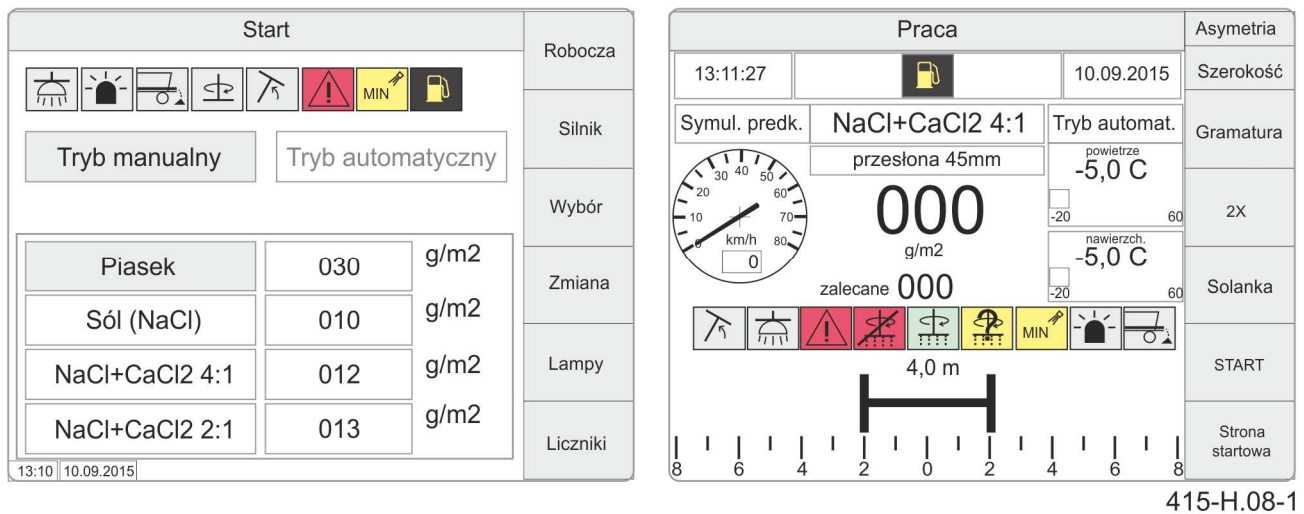 Start
MIN
Tryb manualny
Tryb automatyczny
Piasek
030
g/m2
Sól (NaCl)
010
g/m2
NaCl+CaCl2 4:1
012
g/m2
NaCl+CaCl2 2:1
013
g/m2
13:10
10.09.2015
Robocza
Silnik
Wybór
Zmiana
Lampy
Liczniki
Praca
13:11:27
10.09.2015
Symul. predk.
NaCl+CaCl2 4:1
Tryb automat.
przesłona 45mm
0
10
20
30
40
50
60
70
80
km/h
0
000
g/m2
zalecane 000
powietrze
-5,0 C
-20
60
nawierzch.
-5,0 C
-20
60
MIN
4,0 m
8 6 4 2 0 2 4 6 8
Asymetria
Szerokość
Gramatura
2X
Solanka
START
Strona
startowa
415-H.08-1